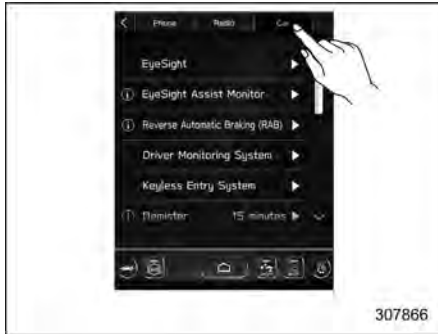 Phone Radio Car
EyeSight
EyeSight Assist Monitor
Reverse Automatic Braking (RAB)
Driver Monitoring System
Keyless Entry System
15 minutes
307866